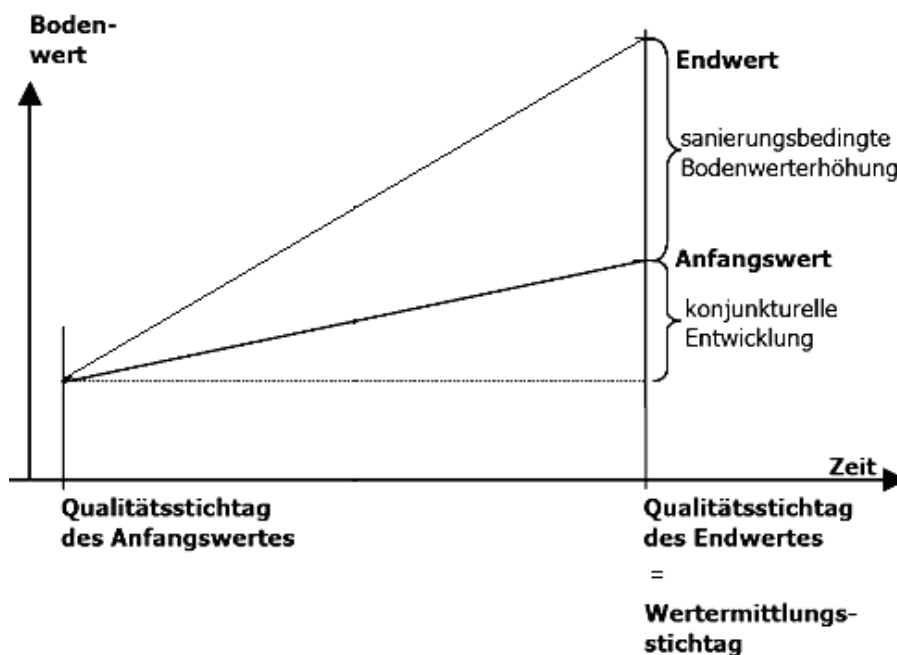 Boden-
wert
Endwert
sanierungsbedingte
Bodenwerterhöhung
Anfangswert
konjunkturelle
Entwicklung
Zeit
Qualitätsstichtag
des Anfangswertes
Qualitätsstichtag
des Endwertes
=
Wertermittlungs-
stichtag